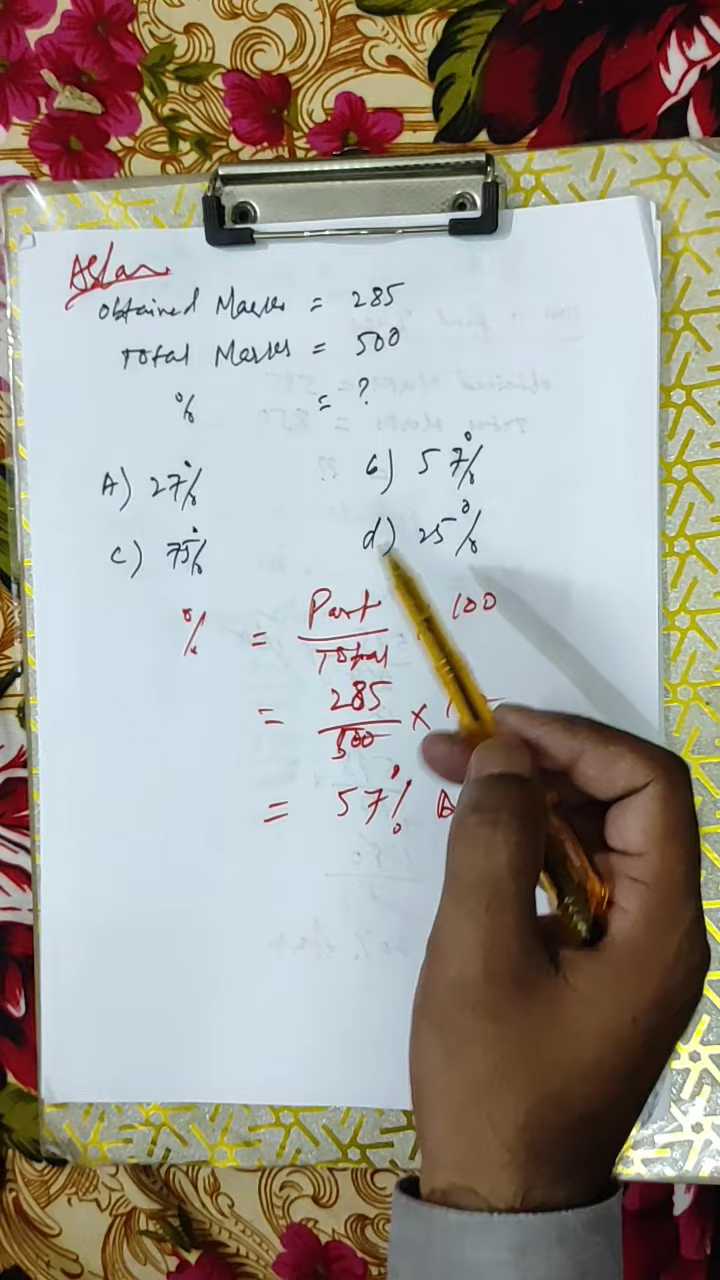 Aslam
Obtained Marks = 285
Total Marks = 500
% = ?
A) 27% b) 57%
C) 75% d) 25%
% = Part / Total 100
= 285 / 500 ×
= 57%